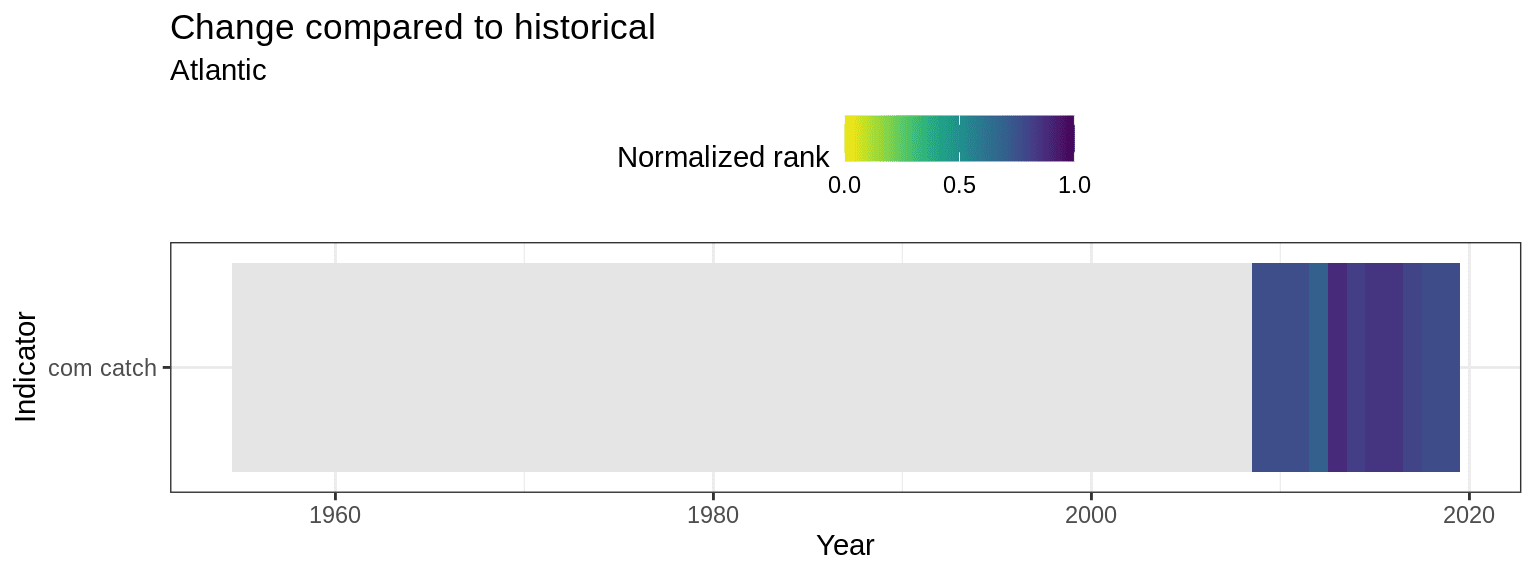 Change compared to historical
Atlantic
Normalized rank
0.0 0.5 1.0
Indicator
com catch
1960 1980 2000 2020
Year